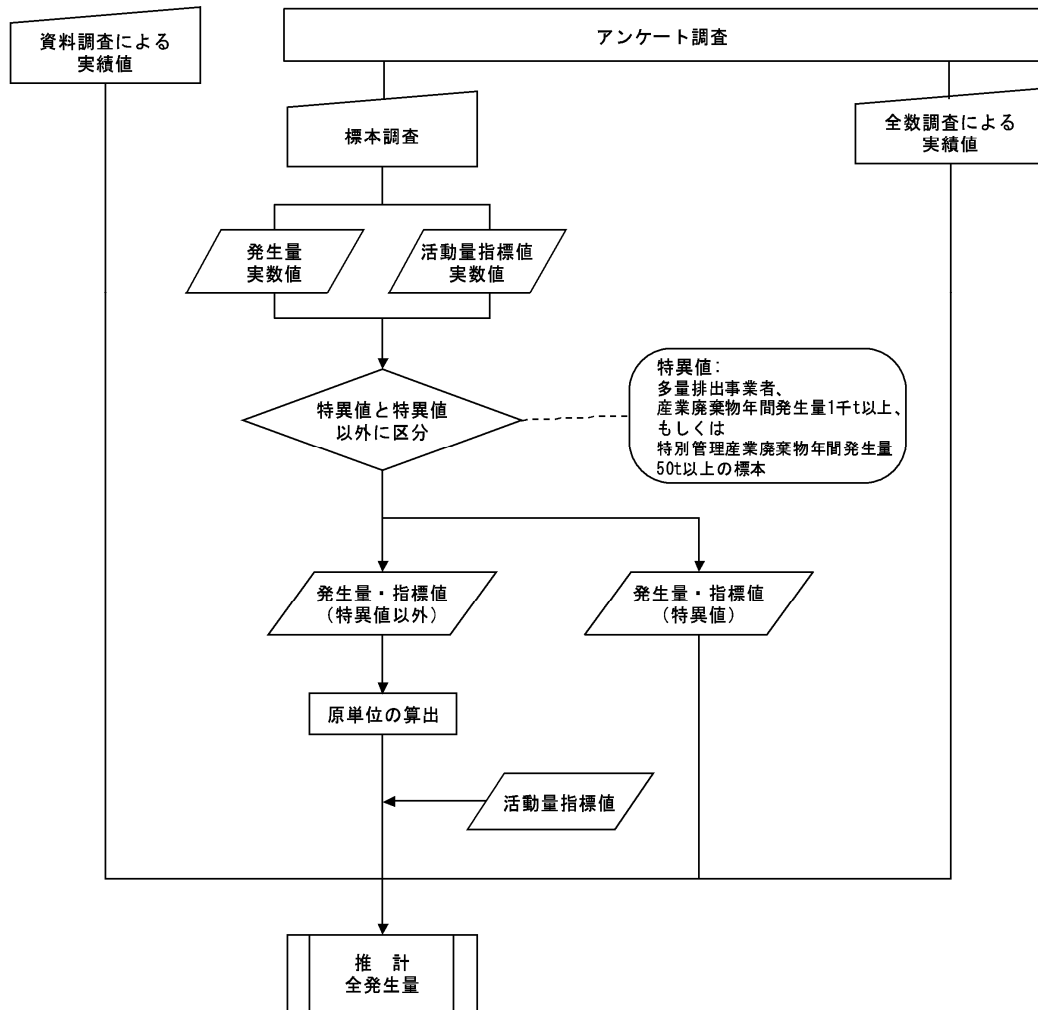 資料調査による
実績値
アンケート調査
標本調査
全数調査による
実績値
発生量
実数値
活動量指標値
実数値
特異値と特異値
以外に区分
特異値:
多量排出事業者、
産業廃棄物年間発生量1千t以上、
もしくは
特別管理産業廃棄物年間発生量
50t以上の標本
発生量・指標値
(特異値以外)
発生量・指標値
(特異値)
原単位の算出
活動量指標値
推 計
全発生量